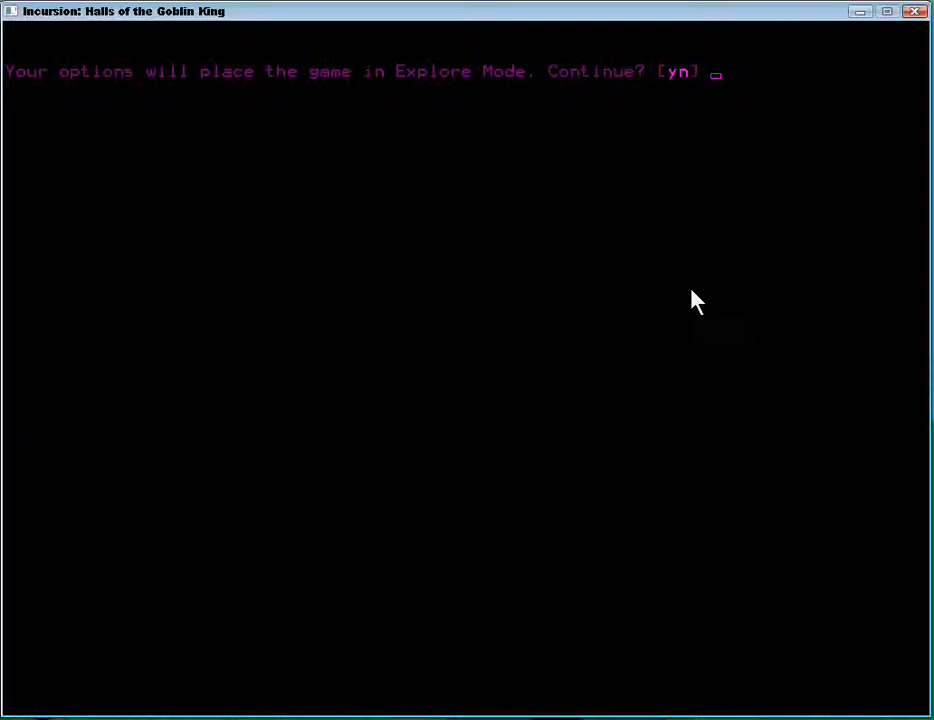 Incursion: Halls of the Goblin King
Your options will place the game in Explore Mode. Continue? [yn]